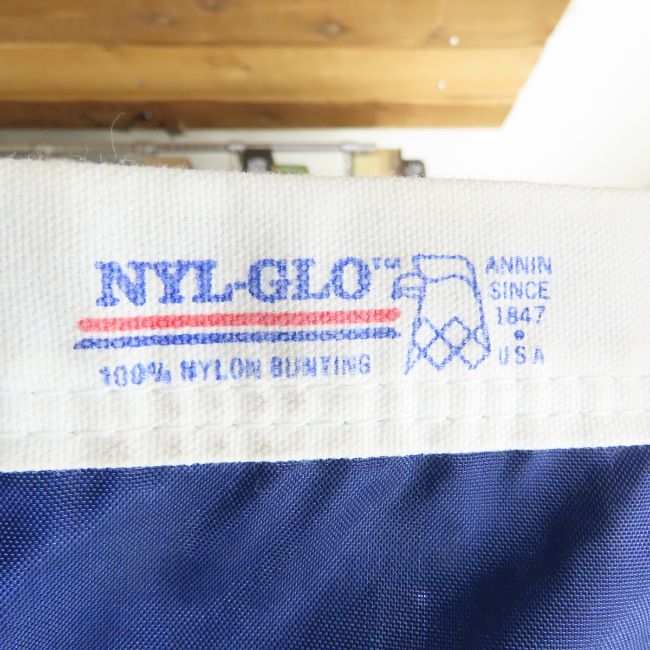 NYL-GLO™
100% NYLON BUNTING
ANNIN
SINCE
1847
•
USA